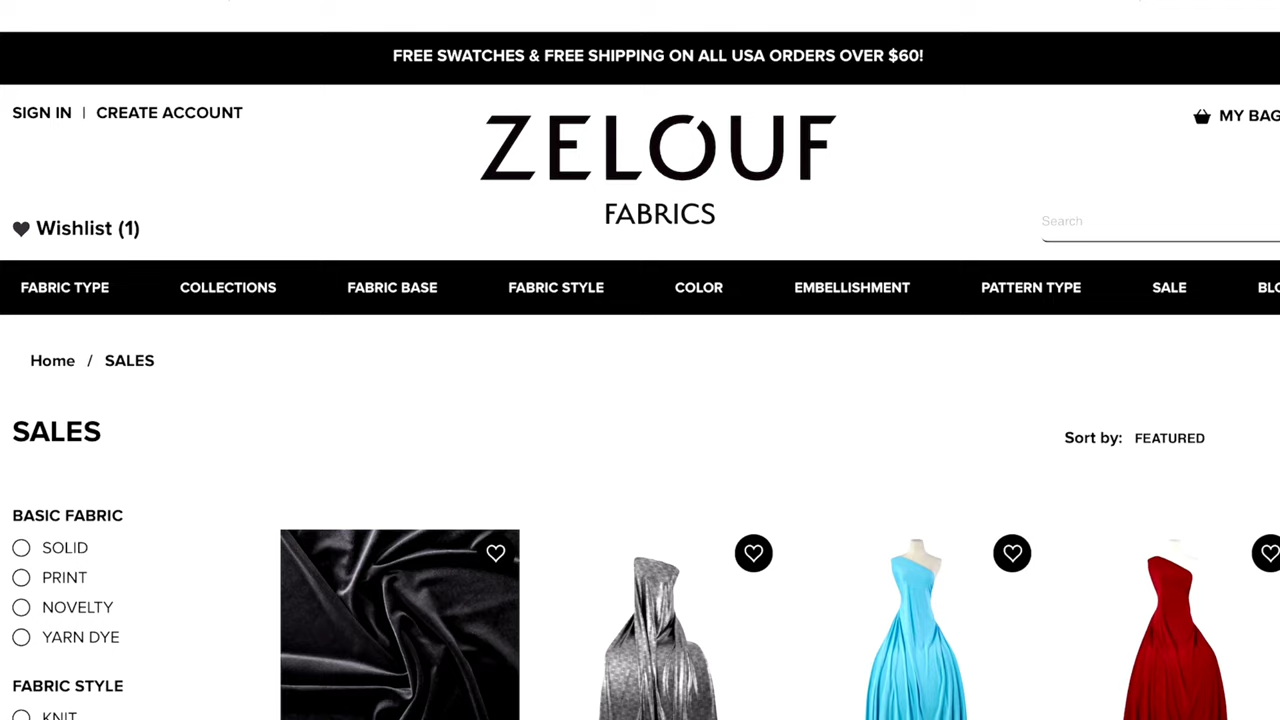 FREE SWATCHES & FREE SHIPPING ON ALL USA ORDERS OVER $60!
SIGN IN | CREATE ACCOUNT
MY BAG
ZELOUF
FABRICS
Wishlist (1)
Search
FABRIC TYPE COLLECTIONS FABRIC BASE FABRIC STYLE COLOR EMBELLISHMENT PATTERN TYPE SALE
Home / SALES
SALES
Sort by: FEATURED
BASIC FABRIC
SOLID
PRINT
NOVELTY
YARN DYE
FABRIC STYLE
KNIT